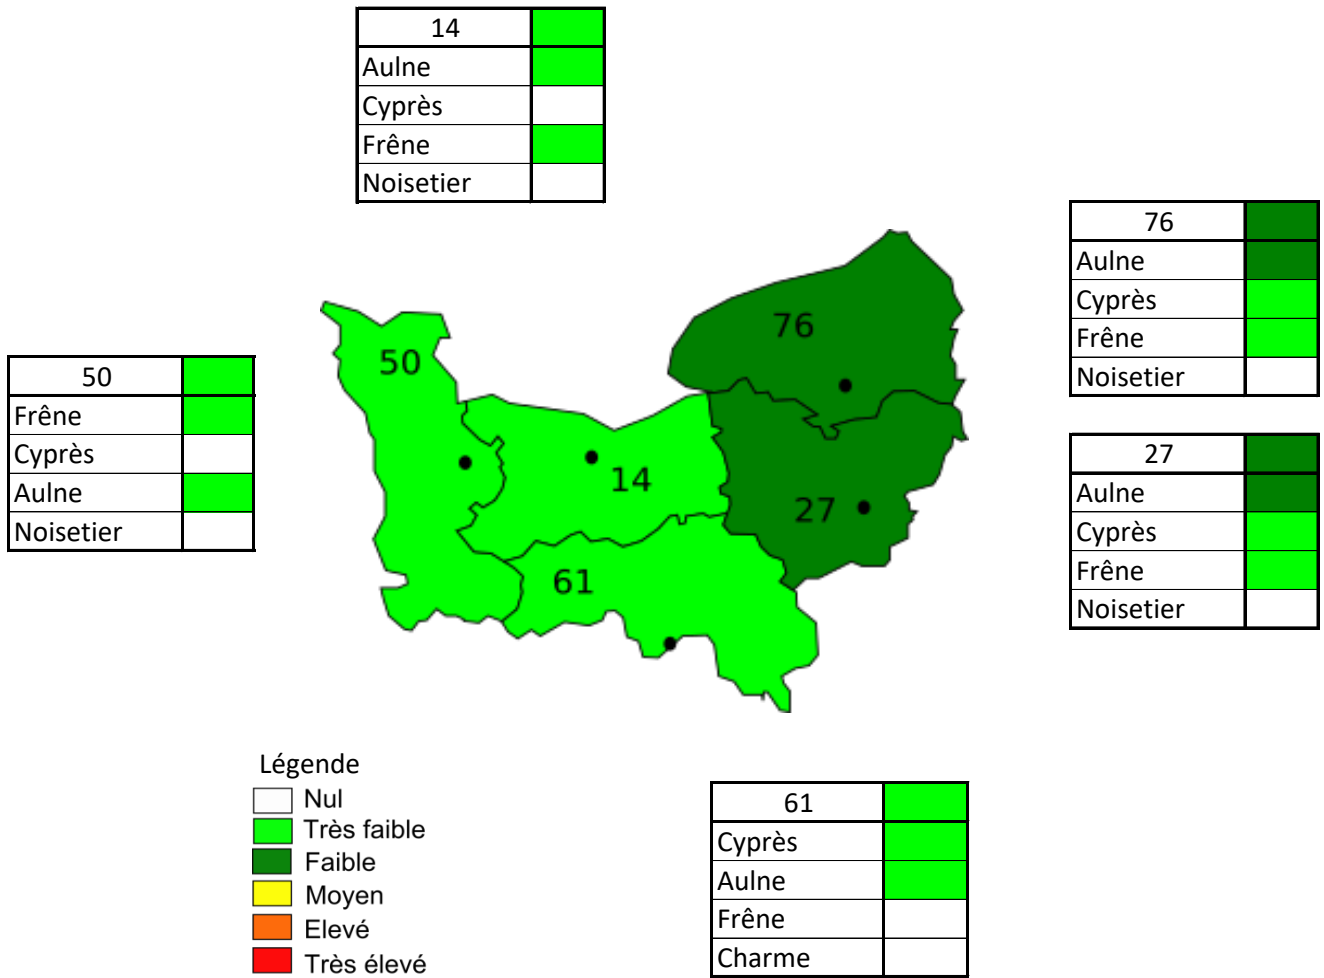 14
Aulne
Cyprès
Frêne
Noisetier
76
Aulne
Cyprès
Frêne
Noisetier
50
Frêne
Cyprès
Aulne
Noisetier
27
Aulne
Cyprès
Frêne
Noisetier
76
50
14
27
61
Légende
Nul
Très faible
Faible
Moyen
Elevé
Très élevé
61
Cyprès
Aulne
Frêne
Charme